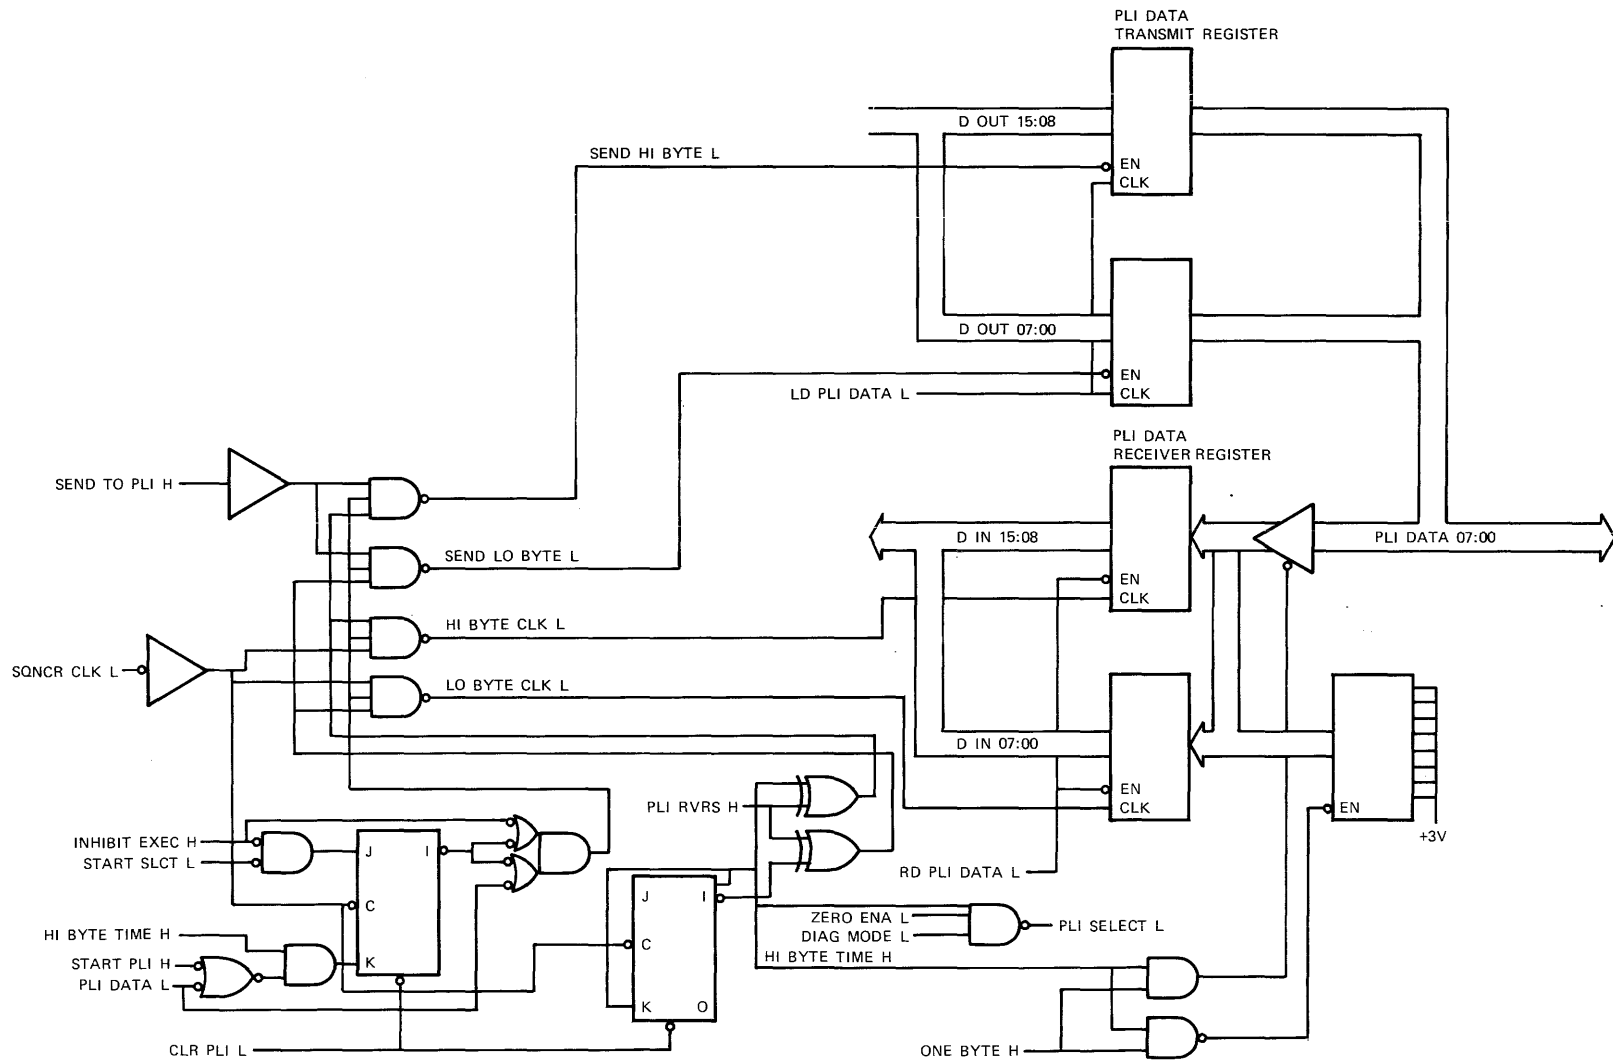 PLI DATA
TRANSMIT REGISTER
D OUT 15:08
SEND HI BYTE L
EN
CLK
D OUT 07:00
EN
CLK
LD PLI DATA L
PLI DATA
RECEIVER REGISTER
SEND TO PLI H
D IN 15:08
PLI DATA 07:00
SEND LO BYTE L
EN
CLK
HI BYTE CLK L
SQNCR CLK L
LO BYTE CLK L
D IN 07:00
EN
CLK
EN
+3V
PLI RVRS H
INHIBIT EXEC H
START SLCT L
J
I
C
K
RD PLI DATA L
J
I
C
K
O
ZERO ENA L
DIAG MODE L
PLI SELECT L
HI BYTE TIME H
HI BYTE TIME H
START PLI H
PLI DATA L
CLR PLI L
ONE BYTE H